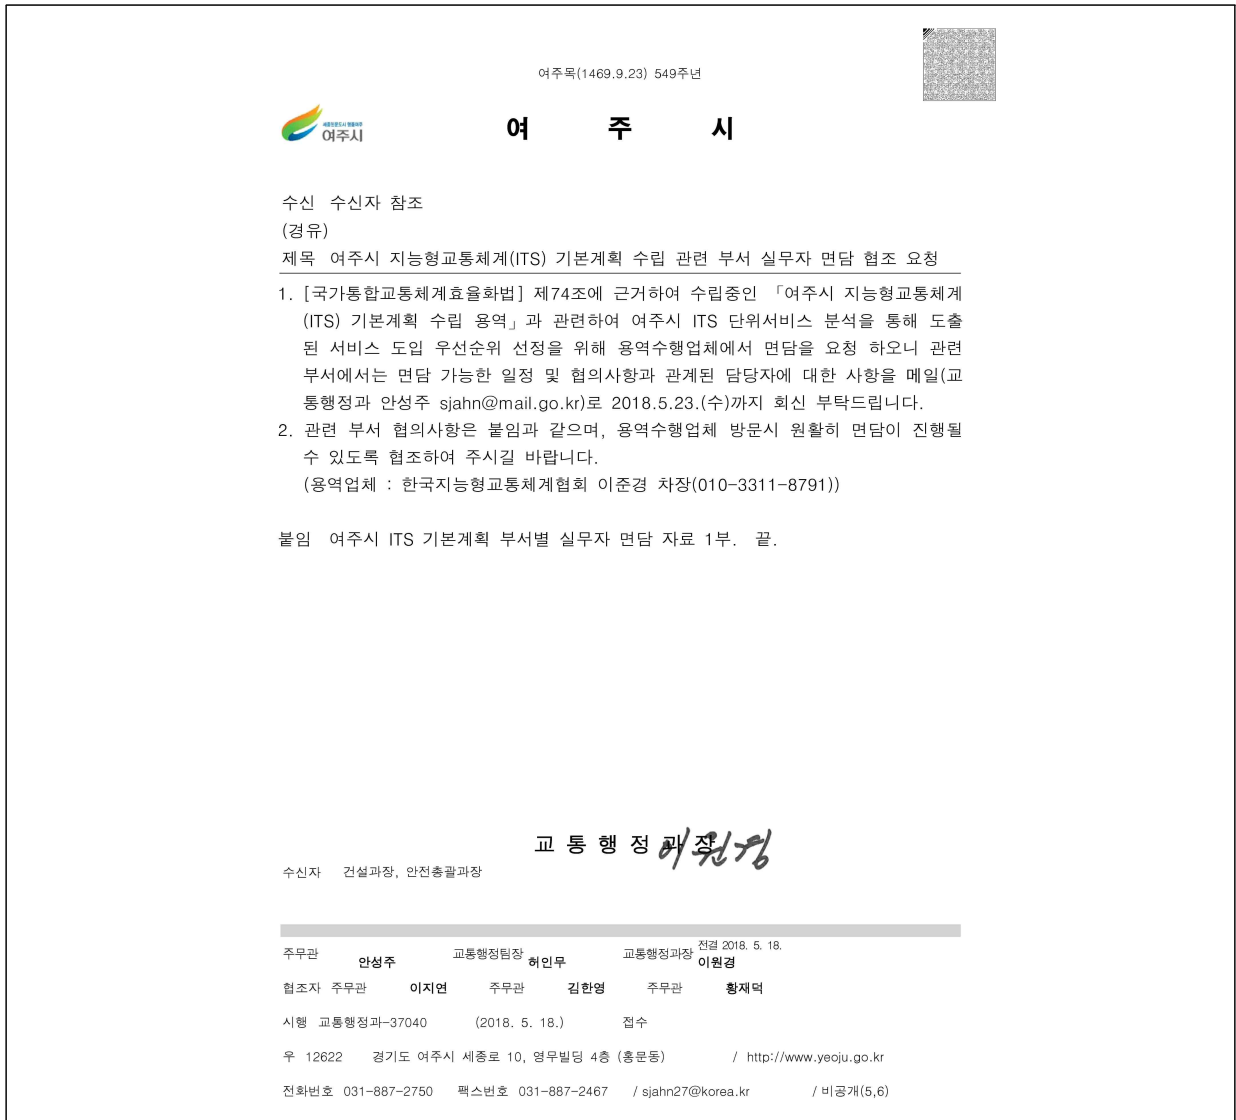 여주목(1469.9.23) 549주년
세종인문도시 명품여주
여주시
여 주 시
수신 수신자 참조
(경유)
제목 여주시 지능형교통체계(ITS) 기본계획 수립 관련 부서 실무자 면담 협조 요청
1. [국가통합교통체계효율화법] 제74조에 근거하여 수립중인 「여주시 지능형교통체계
(ITS) 기본계획 수립 용역」과 관련하여 여주시 ITS 단위서비스 분석을 통해 도출
된 서비스 도입 우선순위 선정을 위해 용역수행업체에서 면담을 요청 하오니 관련
부서에서는 면담 가능한 일정 및 협의사항과 관계된 담당자에 대한 사항을 메일(교
통행정과 안성주 sjahn@mail.go.kr)로 2018.5.23.(수)까지 회신 부탁드립니다.
2. 관련 부서 협의사항은 붙임과 같으며, 용역수행업체 방문시 원활히 면담이 진행될
수 있도록 협조하여 주시길 바랍니다.
(용역업체 : 한국지능형교통체계협회 이준경 차장(010-3311-8791))
붙임 여주시 ITS 기본계획 부서별 실무자 면담 자료 1부. 끝.
교통행정과장 이원경
수신자 건설과장, 안전총괄과장
전결 2018. 5. 18.
주무관 안성주 교통행정팀장 허인무 교통행정과장 이원경
협조자 주무관 이지연 주무관 김한영 주무관 황재덕
시행 교통행정과-37040 (2018. 5. 18.) 접수
우 12622 경기도 여주시 세종로 10, 영무빌딩 4층 (홍문동) / http://www.yeoju.go.kr
전화번호 031-887-2750 팩스번호 031-887-2467 / sjahn27@korea.kr / 비공개(5,6)